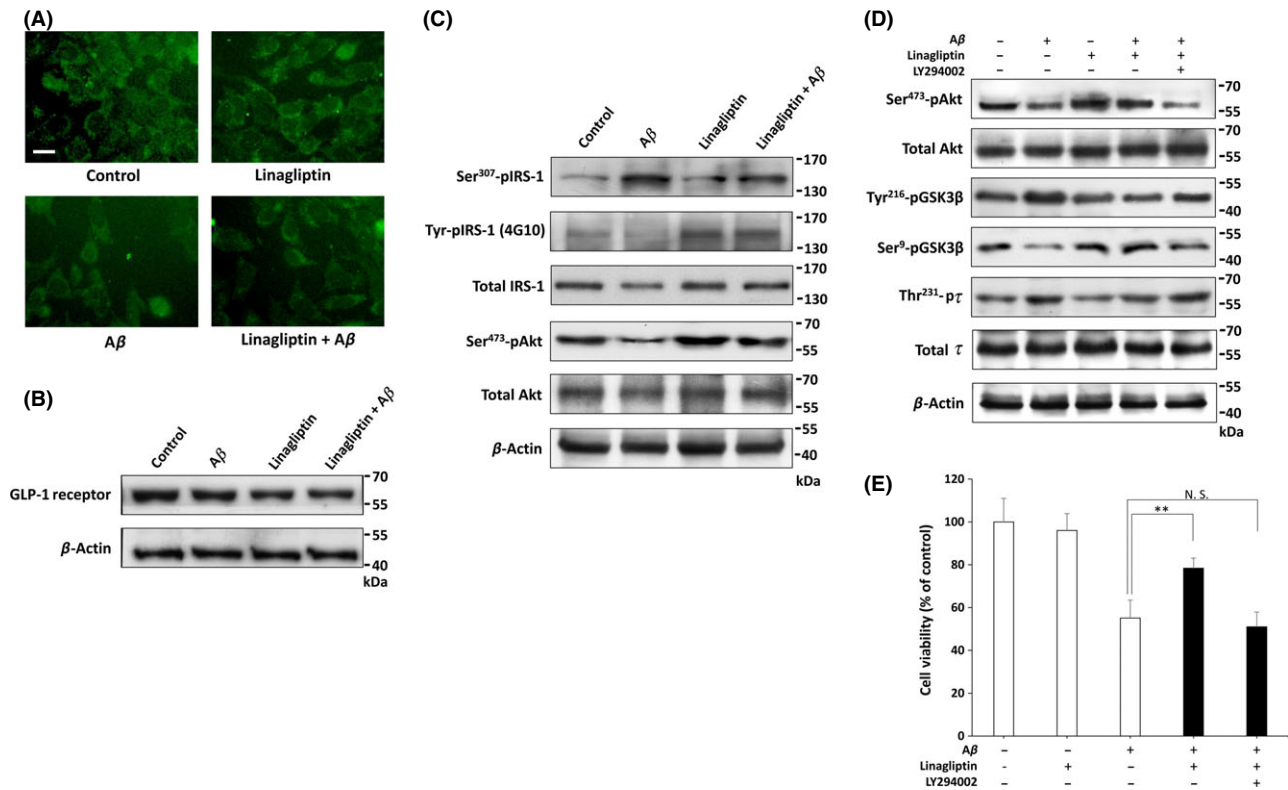 (A)
Control
Linagliptin
Aβ
Linagliptin + Aβ
(B)
Control
Aβ
Linagliptin
Linagliptin + Aβ
GLP-1 receptor
70
55
β-Actin
55
40
kDa
(C)
Control
Aβ
Linagliptin
Linagliptin + Aβ
Ser³⁰⁷-pIRS-1
170
130
Tyr-pIRS-1 (4G10)
170
130
Total IRS-1
170
130
Ser⁴⁷³-pAkt
70
55
Total Akt
70
55
β-Actin
55
40
kDa
(D)
Aβ – + – + +
Linagliptin – – + + +
LY294002 – – – – +
Ser⁴⁷³-pAkt
70
55
Total Akt
70
55
Tyr²¹⁶-pGSK3β
55
40
Ser⁹-pGSK3β
55
40
Thr²³¹-pτ
55
40
Total τ
70
55
β-Actin
55
40
kDa
(E)
N. S.
**
Cell viability (% of control)
120
100
80
60
40
20
0
Aβ – – + + +
Linagliptin - + – + +
LY294002 – – – – +